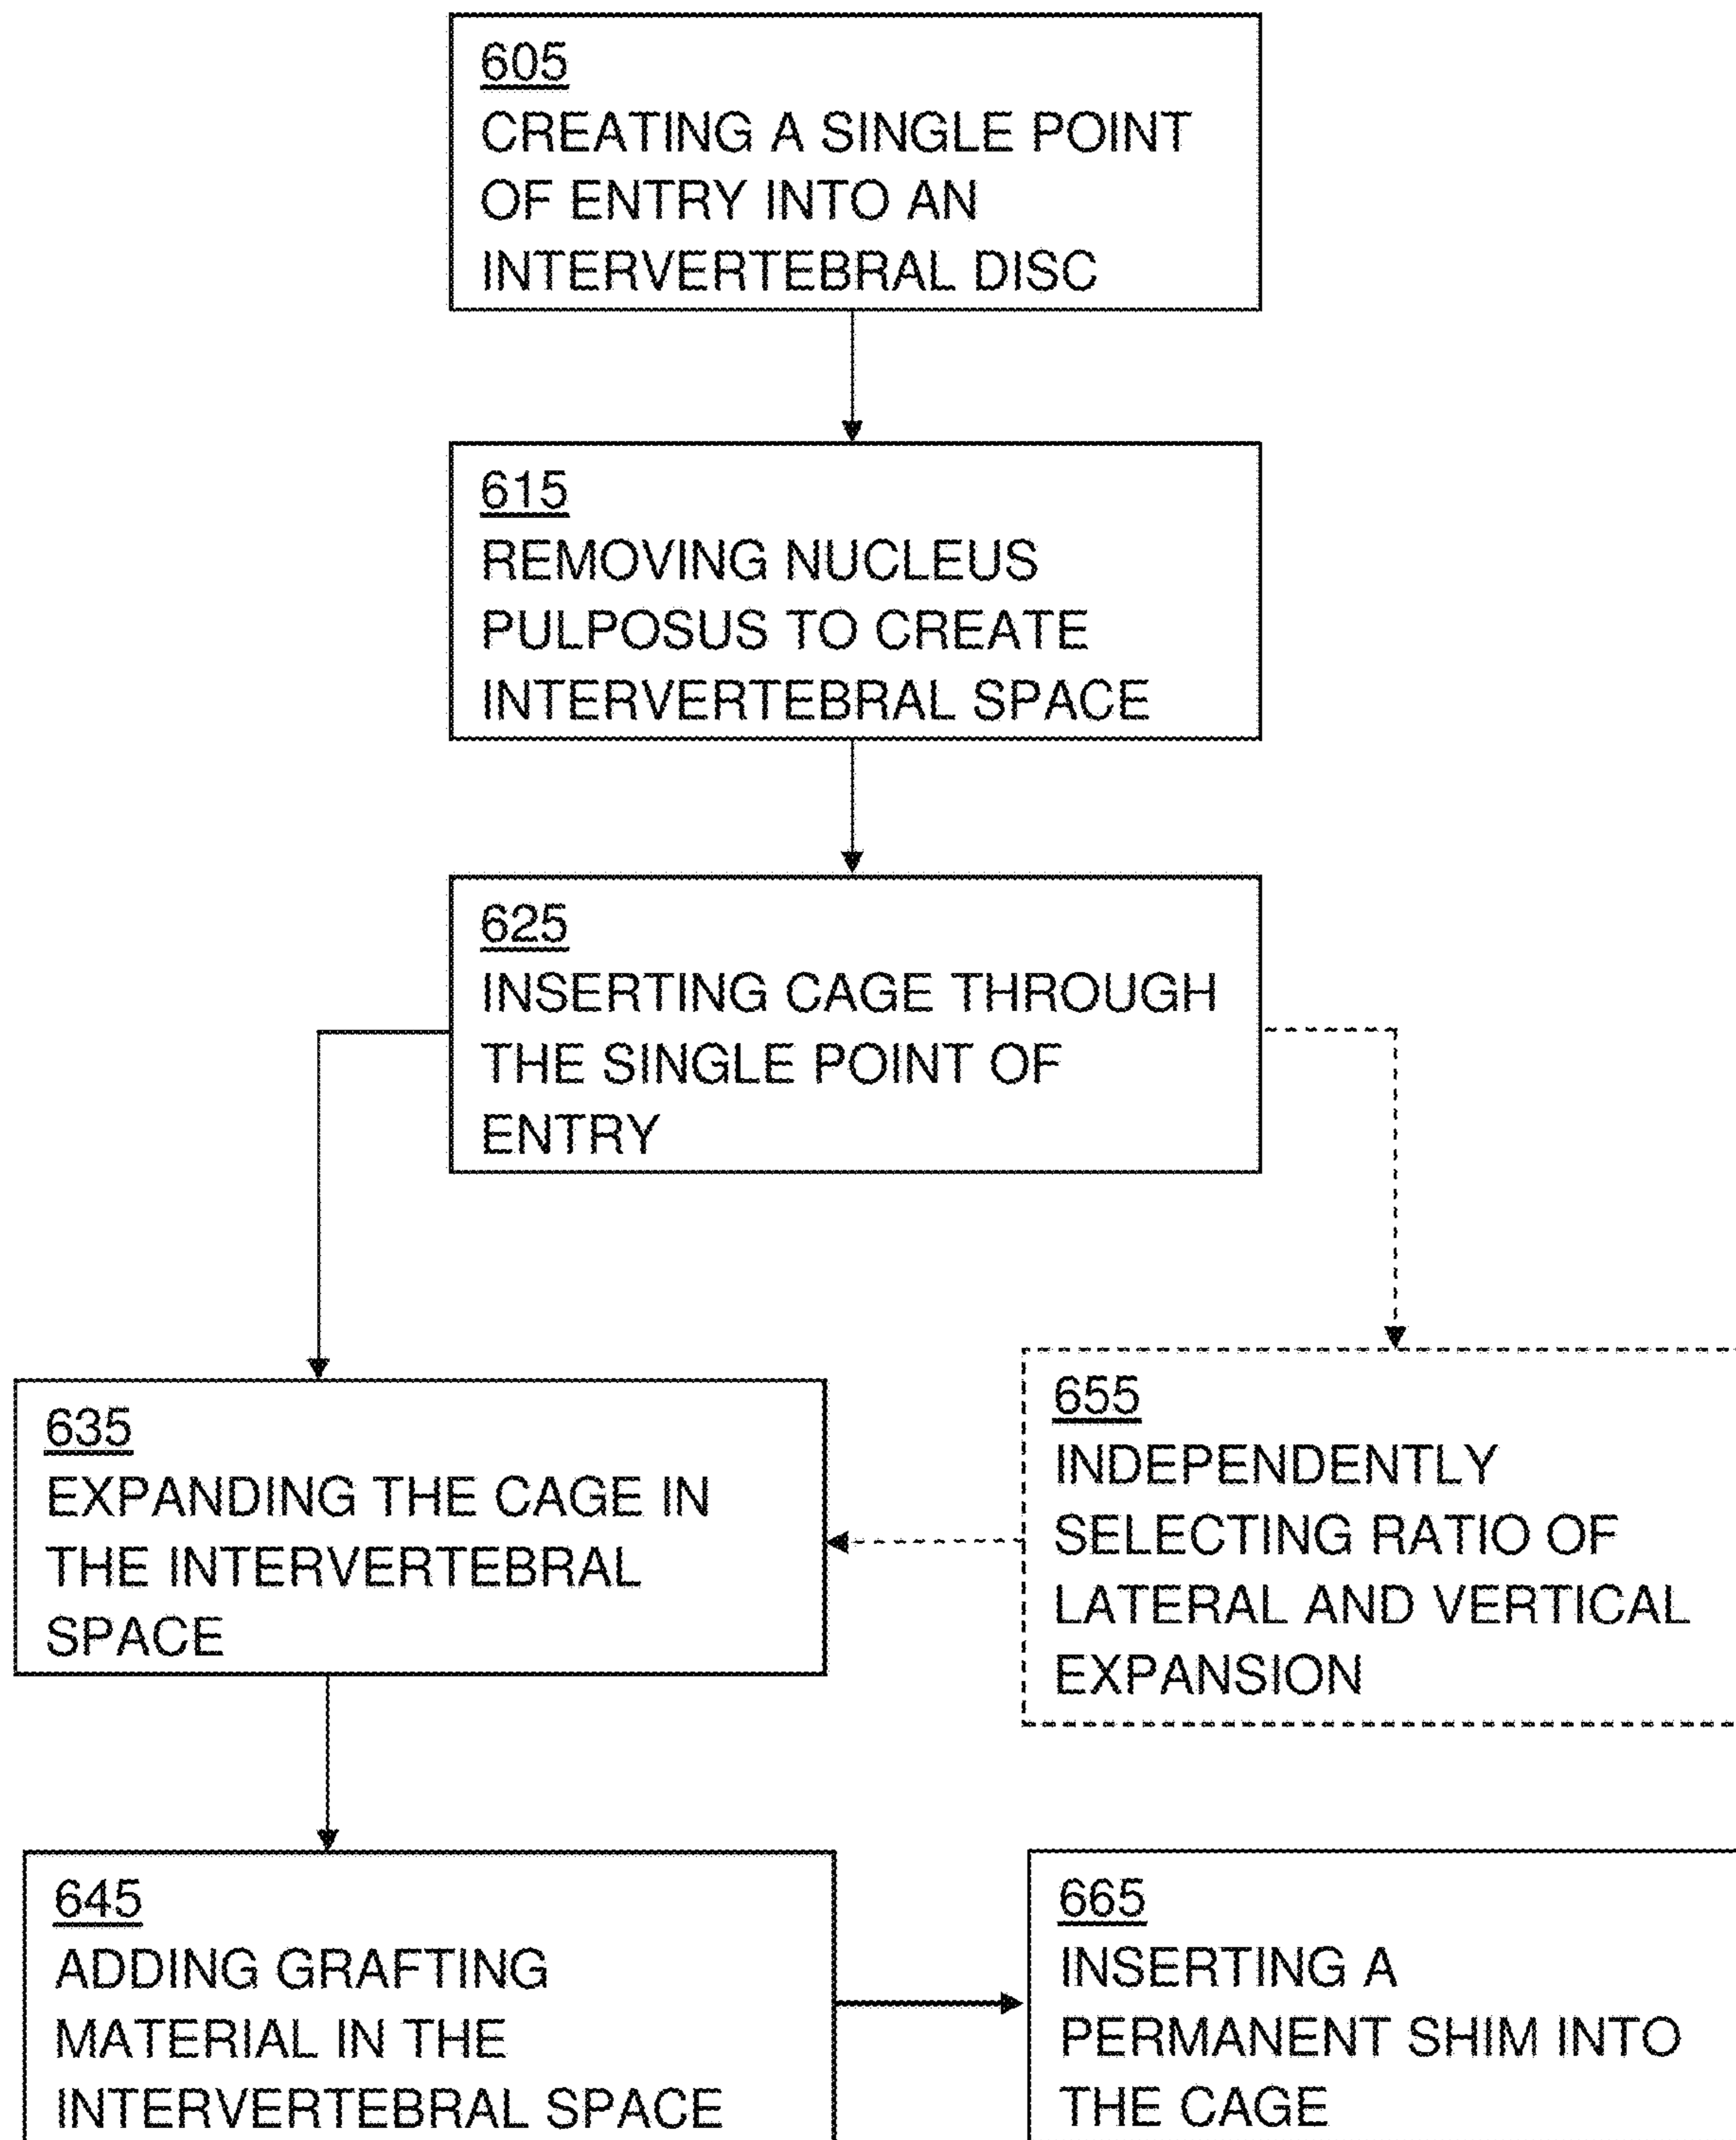 605
CREATING A SINGLE POINT
OF ENTRY INTO AN
INTERVERTEBRAL DISC
615
REMOVING NUCLEUS
PULPOSUS TO CREATE
INTERVERTEBRAL SPACE
625
INSERTING CAGE THROUGH
THE SINGLE POINT OF
ENTRY
635
EXPANDING THE CAGE IN
THE INTERVERTEBRAL
SPACE
655
INDEPENDENTLY
SELECTING RATIO OF
LATERAL AND VERTICAL
EXPANSION
645
ADDING GRAFTING
MATERIAL IN THE
INTERVERTEBRAL SPACE
665
INSERTING A
PERMANENT SHIM INTO
THE CAGE